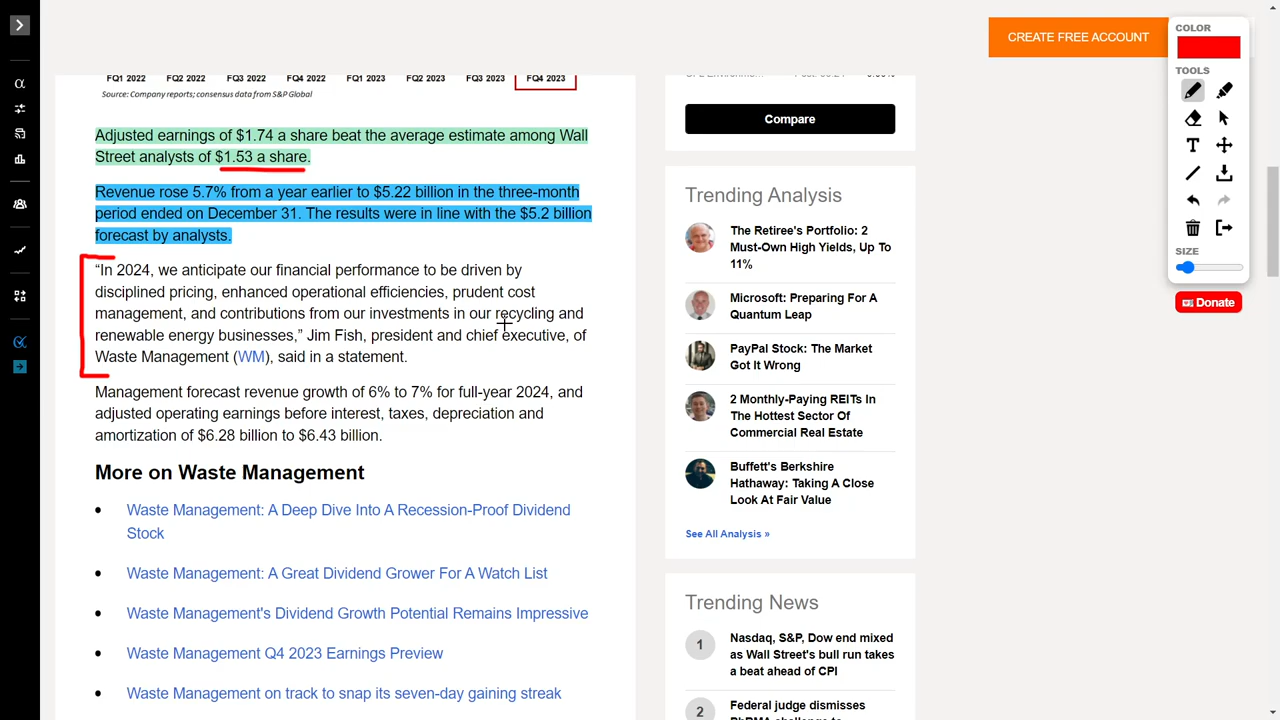 CREATE FREE ACCOUNT
COLOR
TOOLS
SIZE
Donate
FQ1 2022 FQ2 2022 FQ3 2022 FQ4 2022 FQ1 2023 FQ2 2023 FQ3 2023 FQ4 2023
Source: Company reports; consensus data from S&P Global
Adjusted earnings of $1.74 a share beat the average estimate among Wall
Street analysts of $1.53 a share.
Revenue rose 5.7% from a year earlier to $5.22 billion in the three-month
period ended on December 31. The results were in line with the $5.2 billion
forecast by analysts.
“In 2024, we anticipate our financial performance to be driven by
disciplined pricing, enhanced operational efficiencies, prudent cost
management, and contributions from our investments in our recycling and
renewable energy businesses,” Jim Fish, president and chief executive, of
Waste Management (WM), said in a statement.
Management forecast revenue growth of 6% to 7% for full-year 2024, and
adjusted operating earnings before interest, taxes, depreciation and
amortization of $6.28 billion to $6.43 billion.
More on Waste Management
Waste Management: A Deep Dive Into A Recession-Proof Dividend
Stock
Waste Management: A Great Dividend Grower For A Watch List
Waste Management's Dividend Growth Potential Remains Impressive
Waste Management Q4 2023 Earnings Preview
Waste Management on track to snap its seven-day gaining streak
Compare
Trending Analysis
The Retiree's Portfolio: 2
Must-Own High Yields, Up To
11%
Microsoft: Preparing For A
Quantum Leap
PayPal Stock: The Market
Got It Wrong
2 Monthly-Paying REITs In
The Hottest Sector Of
Commercial Real Estate
Buffett's Berkshire
Hathaway: Taking A Close
Look At Fair Value
See All Analysis »
Trending News
1
Nasdaq, S&P, Dow end mixed
as Wall Street's bull run takes
a beat ahead of CPI
2
Federal judge dismisses